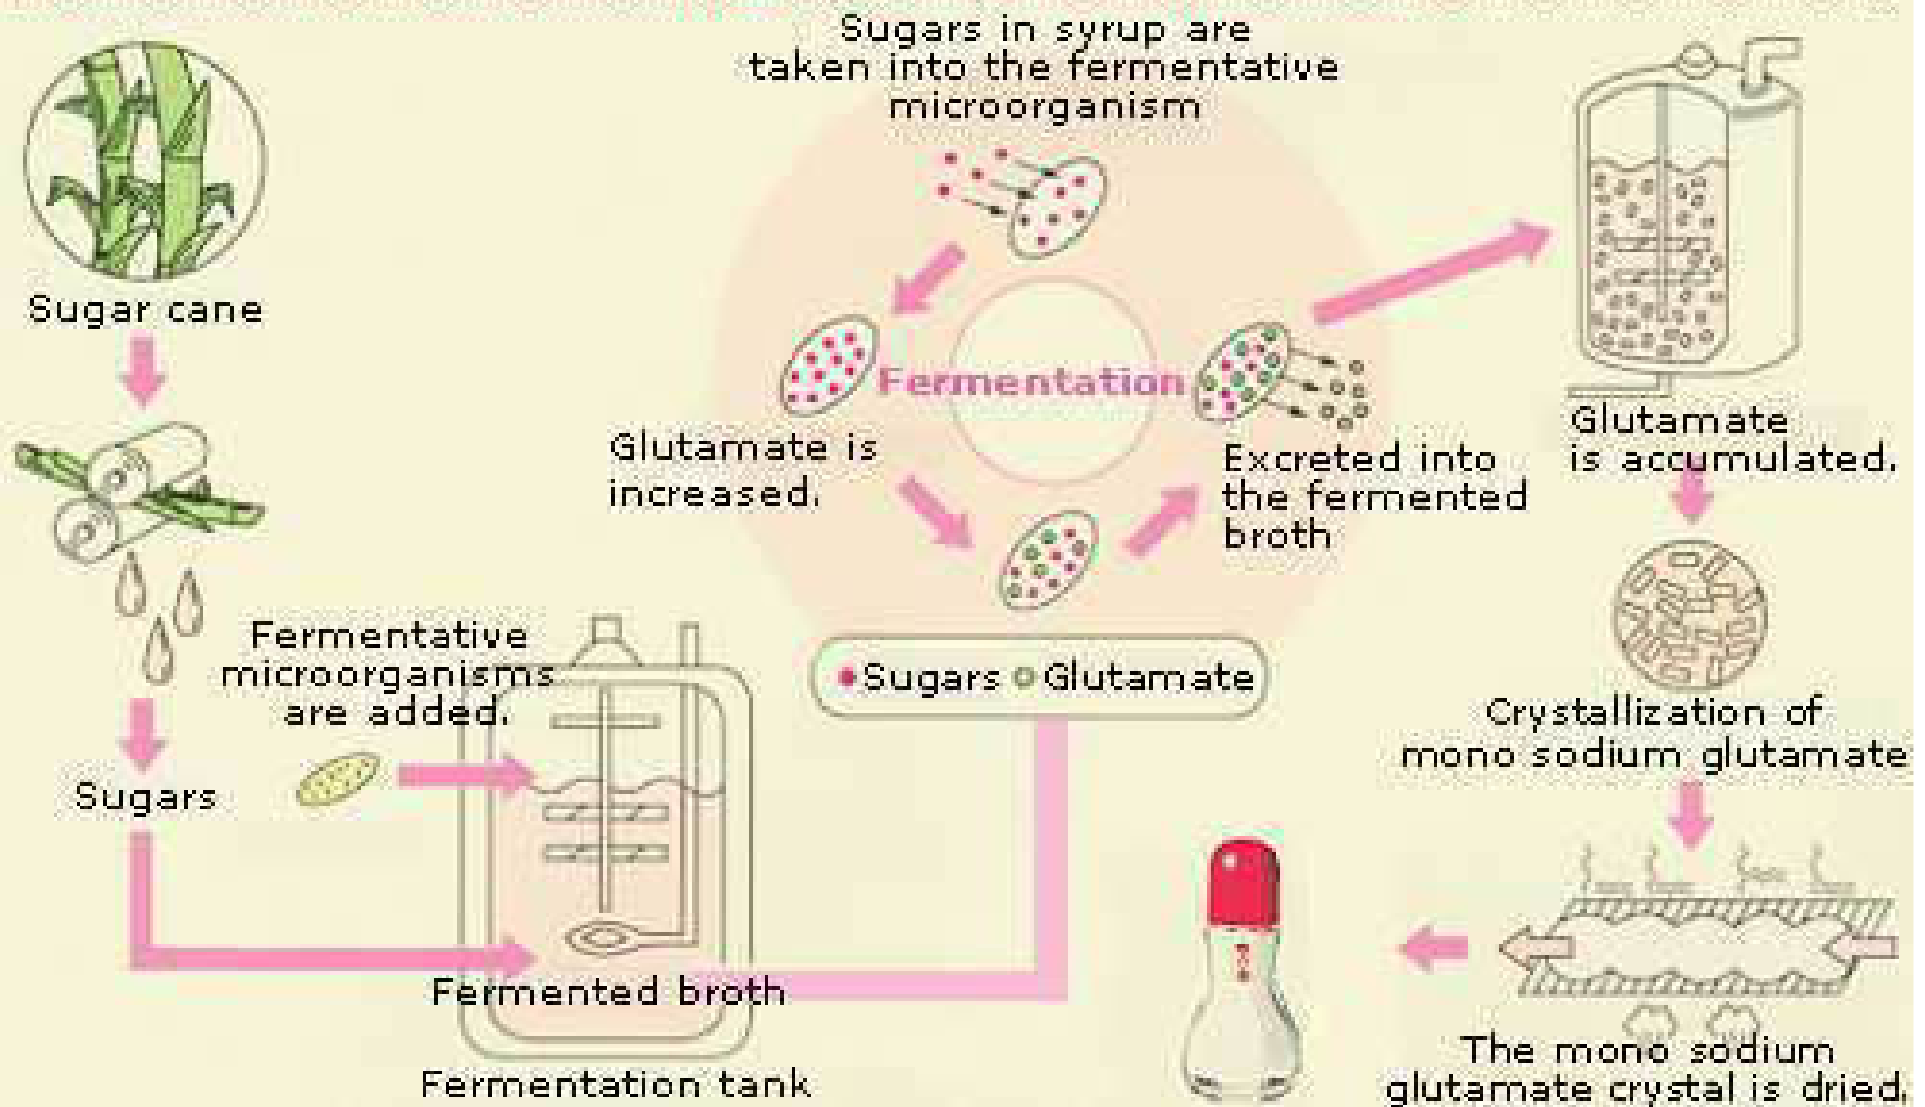 Sugars in syrup are
taken into the fermentative
microorganism
Sugar cane
Fermentation
Glutamate is
increased.
Excreted into
the fermented
broth
Glutamate
is accumulated.
Fermentative
microorganisms
are added.
Sugars Glutamate
Sugars
Crystallization of
mono sodium glutamate
Fermented broth
Fermentation tank
The mono sodium
glutamate crystal is dried.